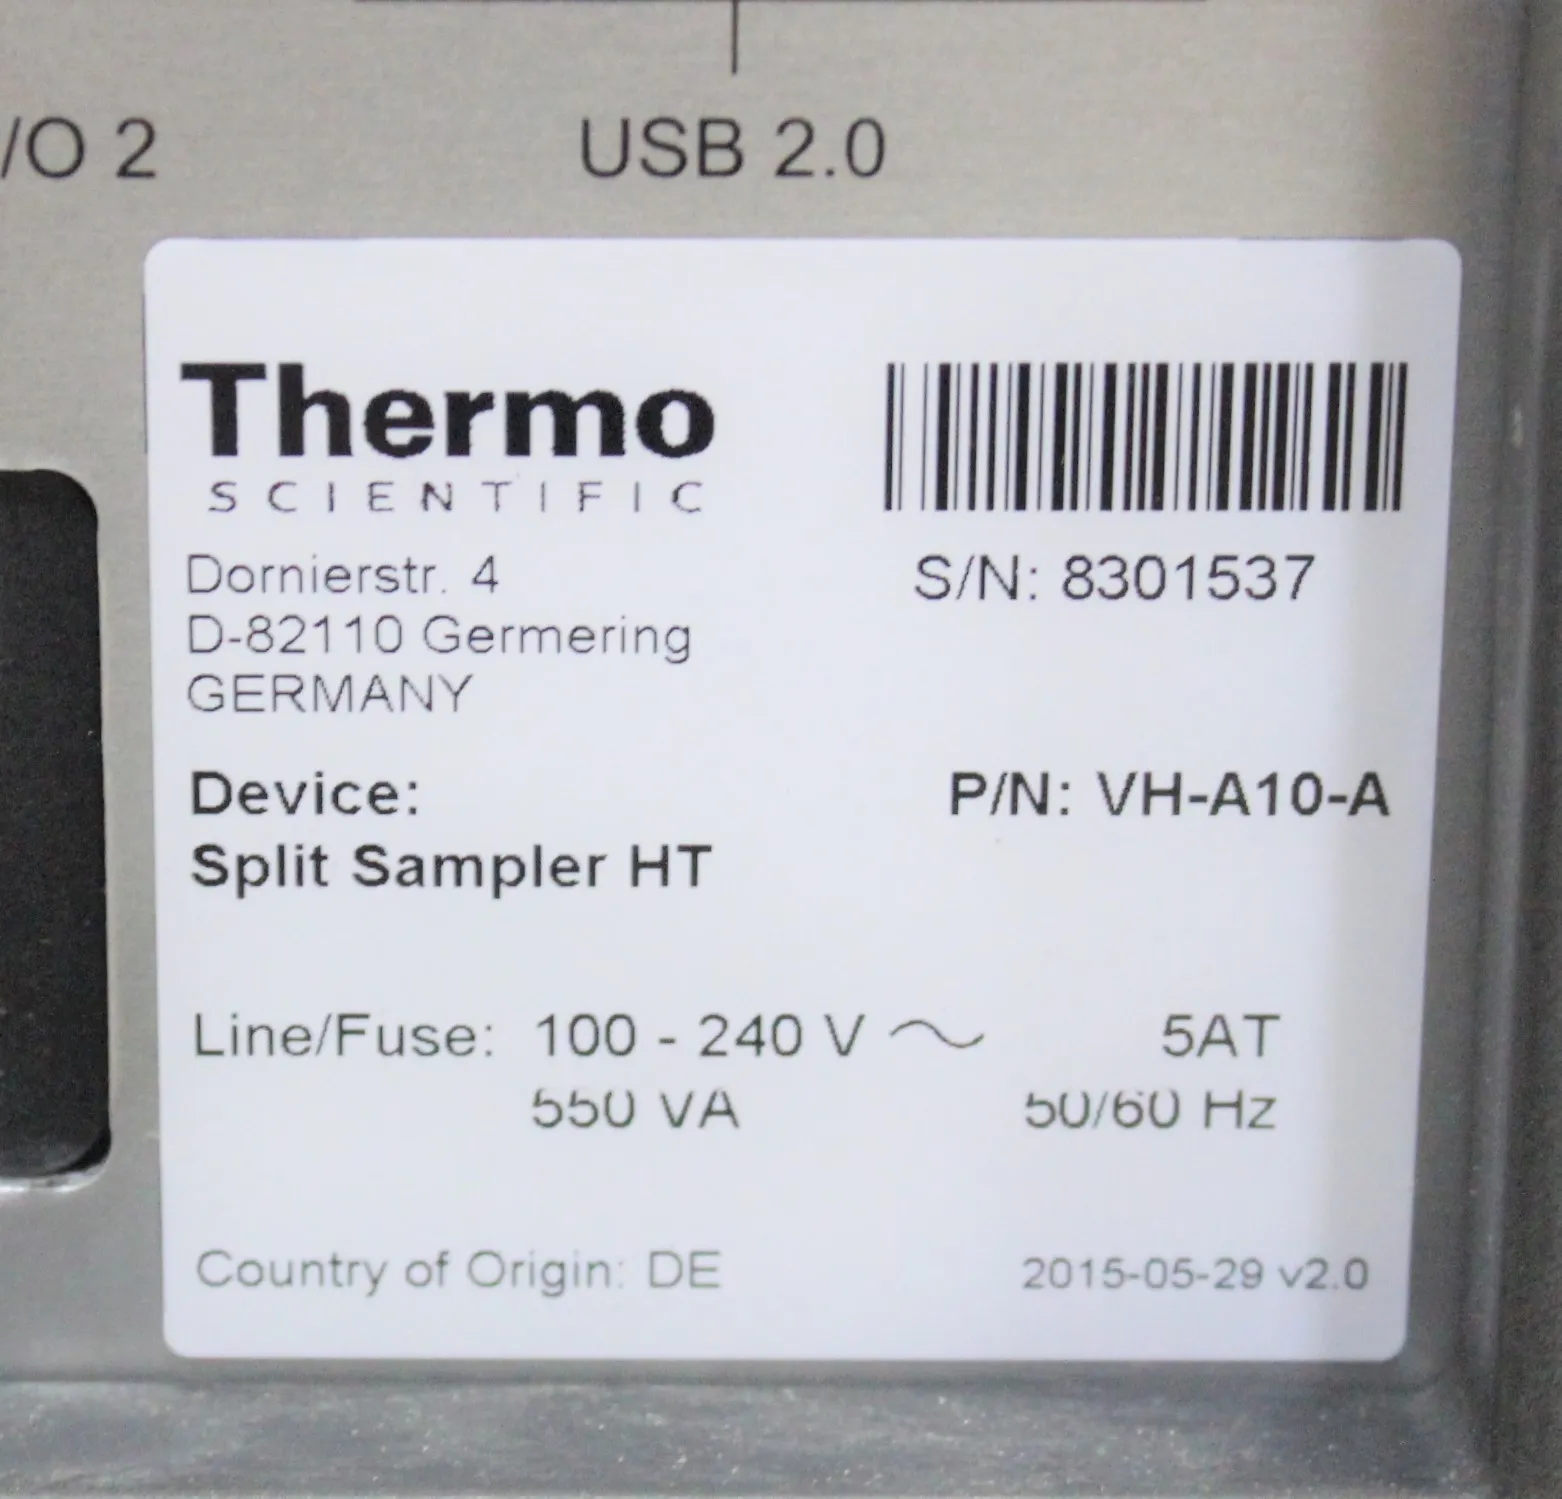 /O 2
USB 2.0
Thermo
SCIENTIFIC
Dornierstr. 4
D-82110 Germering
GERMANY
S/N: 8301537
Device:
Split Sampler HT
P/N: VH-A10-A
Line/Fuse: 100 - 240 V ~ 5AT
550 VA 50/60 Hz
Country of Origin: DE
2015-05-29 v2.0